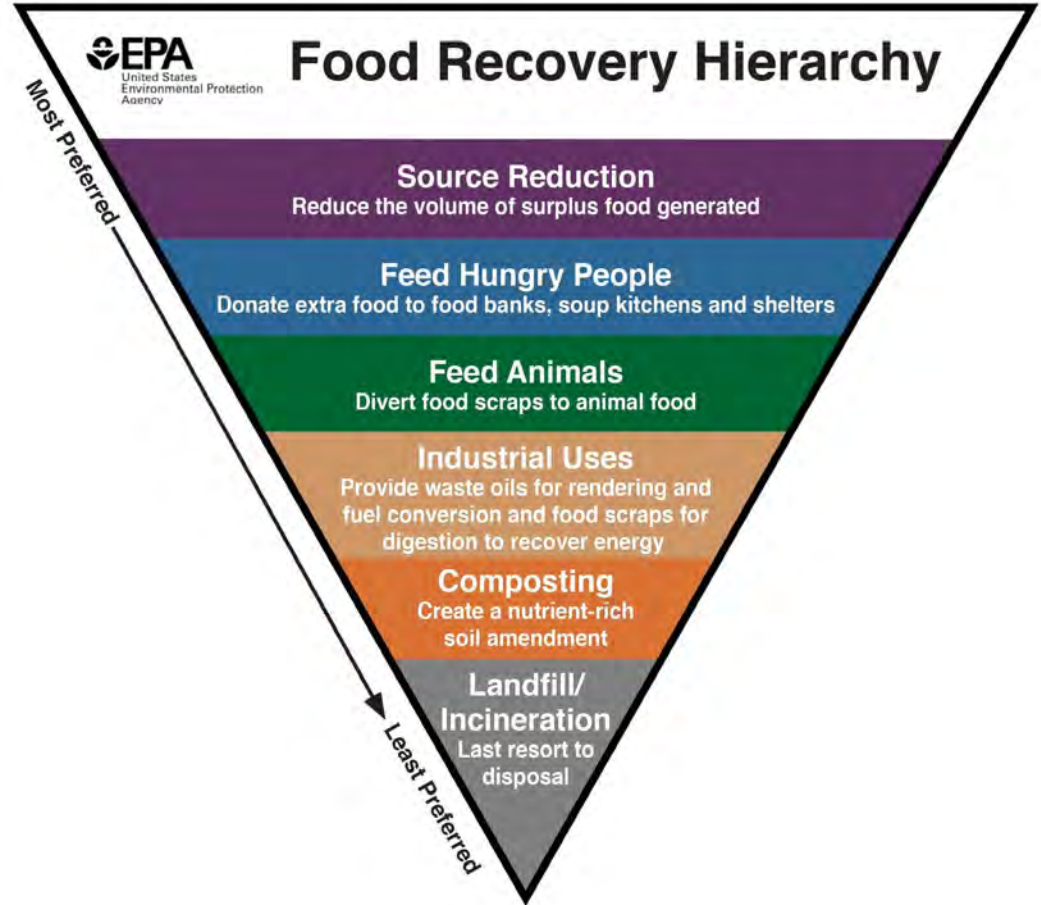 EPA
United States
Environmental Protection
Agency
Food Recovery Hierarchy
Most Preferred
Source Reduction
Reduce the volume of surplus food generated
Feed Hungry People
Donate extra food to food banks, soup kitchens and shelters
Feed Animals
Divert food scraps to animal food
Industrial Uses
Provide waste oils for rendering and
fuel conversion and food scraps for
digestion to recover energy
Composting
Create a nutrient-rich
soil amendment
Landfill/
Incineration
Last resort to
disposal
Least Preferred